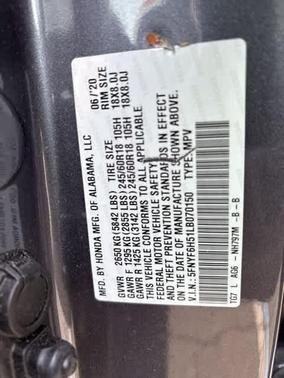 MFD. BY HONDA MFG. OF ALABAMA, LLC 06/'20
TIRE SIZE RIM SIZE
GVWR 2650 KG (5842 LBS)
GAWR F 1295 KG (2855 LBS) 245/60R18 105H 18X8.0J
GAWR R 1425 KG (3142 LBS) 245/60R18 105H 18X8.0J
THIS VEHICLE CONFORMS TO ALL APPLICABLE
FEDERAL MOTOR VEHICLE SAFETY AND
THEFT PREVENTION STANDARDS IN EFFECT
ON THE DATE OF MANUFACTURE SHOWN ABOVE.
V.I.N.: 5FNYF6H51LB070150 TYPE: MPV
TG7 L AG6 - NH797M -B -B